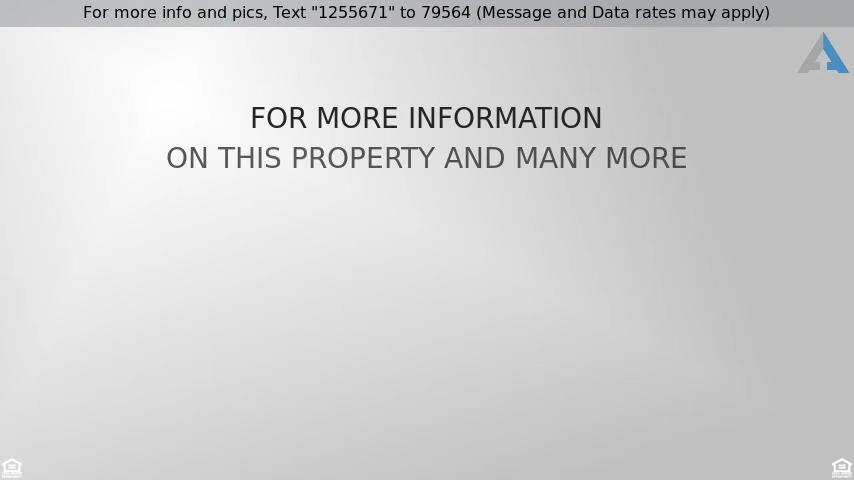 For more info and pics, Text "1255671" to 79564 (Message and Data rates may apply)
FOR MORE INFORMATION
ON THIS PROPERTY AND MANY MORE